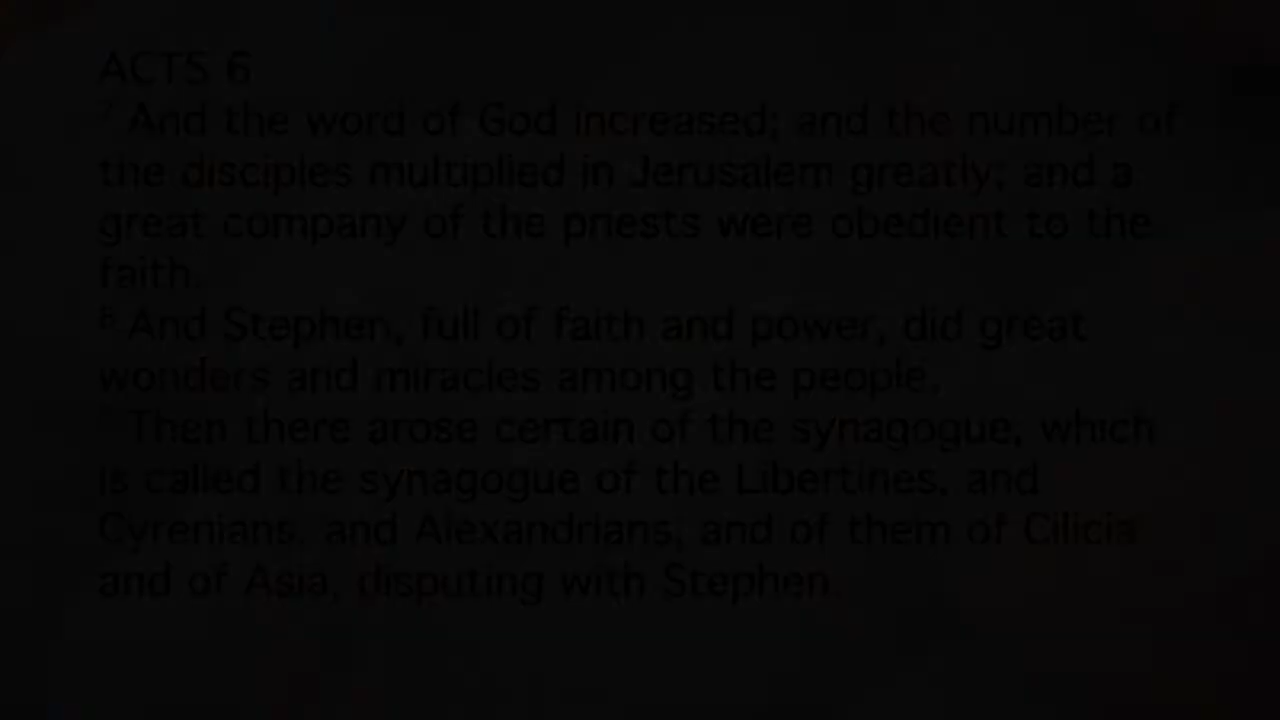 ACTS 6
7 And the word of God increased; and the number of
the disciples multiplied in Jerusalem greatly; and a
great company of the priests were obedient to the
faith.
8 And Stephen, full of faith and power, did great
wonders and miracles among the people.
Then there arose certain of the synagogue, which
is called the synagogue of the Libertines, and
Cyrenians, and Alexandrians, and of them of Cilicia
and of Asia, disputing with Stephen.